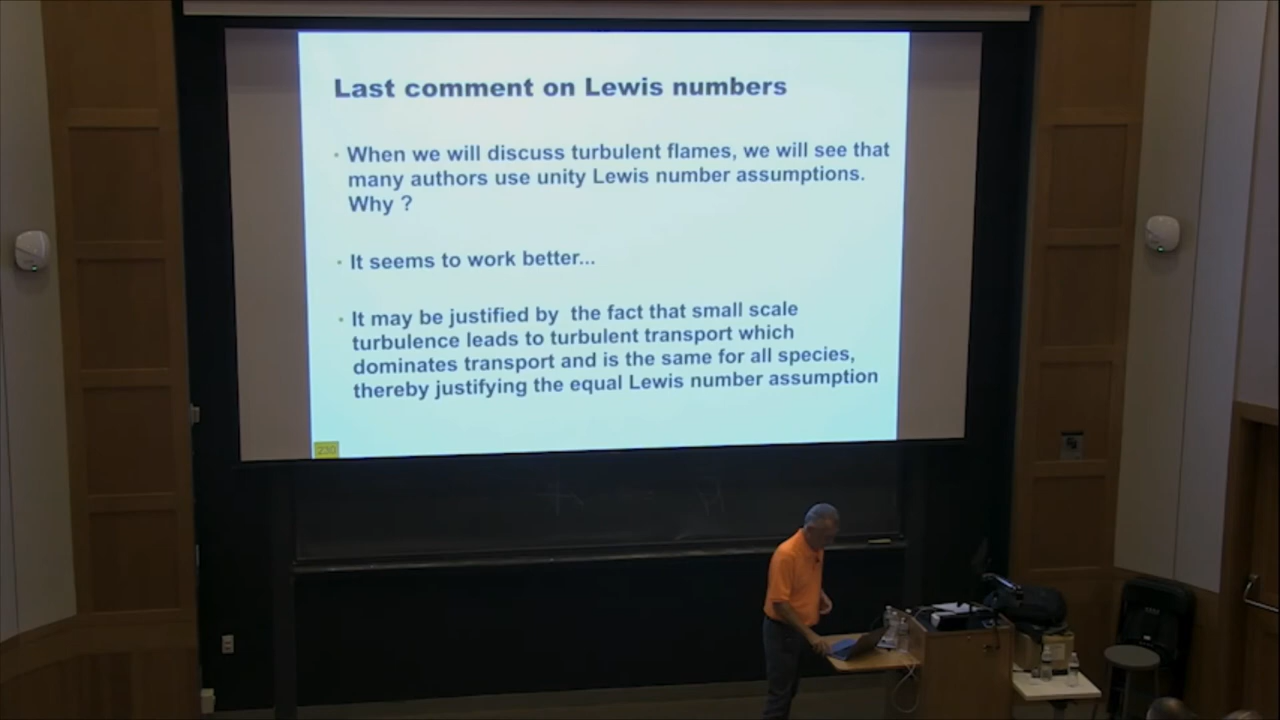 Last comment on Lewis numbers
• When we will discuss turbulent flames, we will see that
many authors use unity Lewis number assumptions.
Why ?
• It seems to work better...
• It may be justified by the fact that small scale
turbulence leads to turbulent transport which
dominates transport and is the same for all species,
thereby justifying the equal Lewis number assumption
230